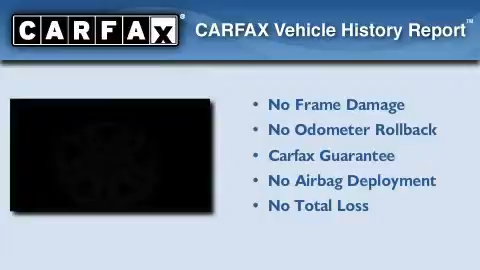 CARFAX® CARFAX Vehicle History Report™
• No Frame Damage
• No Odometer Rollback
• Carfax Guarantee
• No Airbag Deployment
• No Total Loss